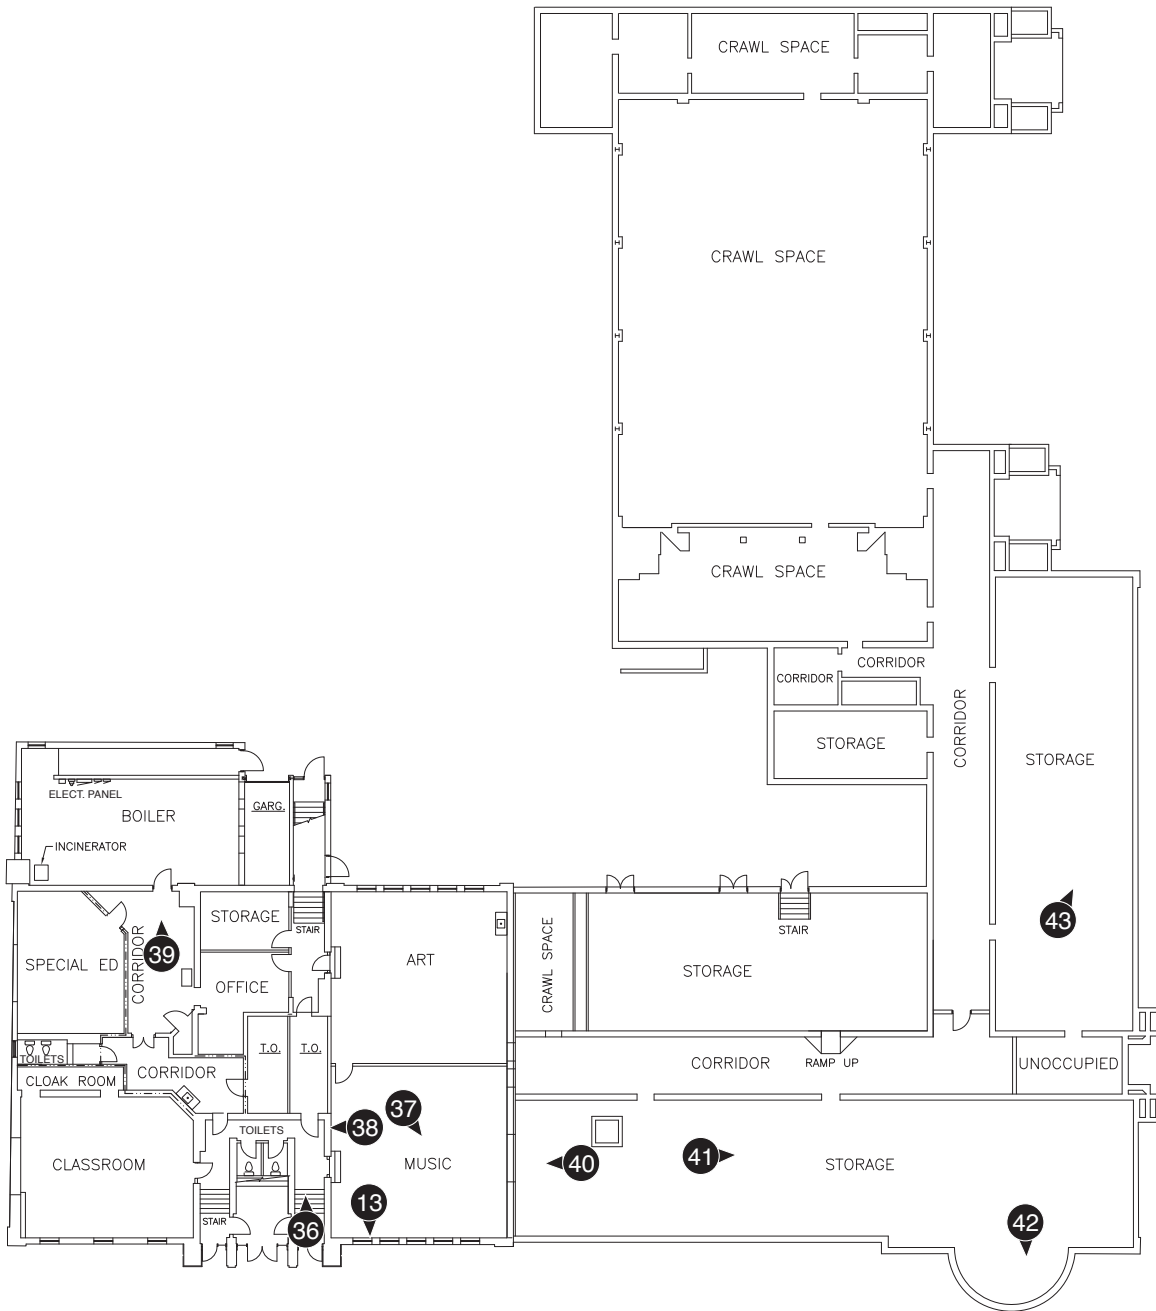 CRAWL SPACE
CRAWL SPACE
CRAWL SPACE
CORRIDOR
CORRIDOR
CORRIDOR
STORAGE
STORAGE
ELECT. PANEL
GARG.
BOILER
INCINERATOR
43
STORAGE
STAIR
STAIR
39
CORRIDOR
SPECIAL ED
ART
OFFICE
CRAWL SPACE
STORAGE
T.O.
T.O.
TOILETS
CORRIDOR
CORRIDOR
RAMP UP
UNOCCUPIED
CLOAK ROOM
37
38
TOILETS
CLASSROOM
MUSIC
40
41
STORAGE
13
STAIR
36
42